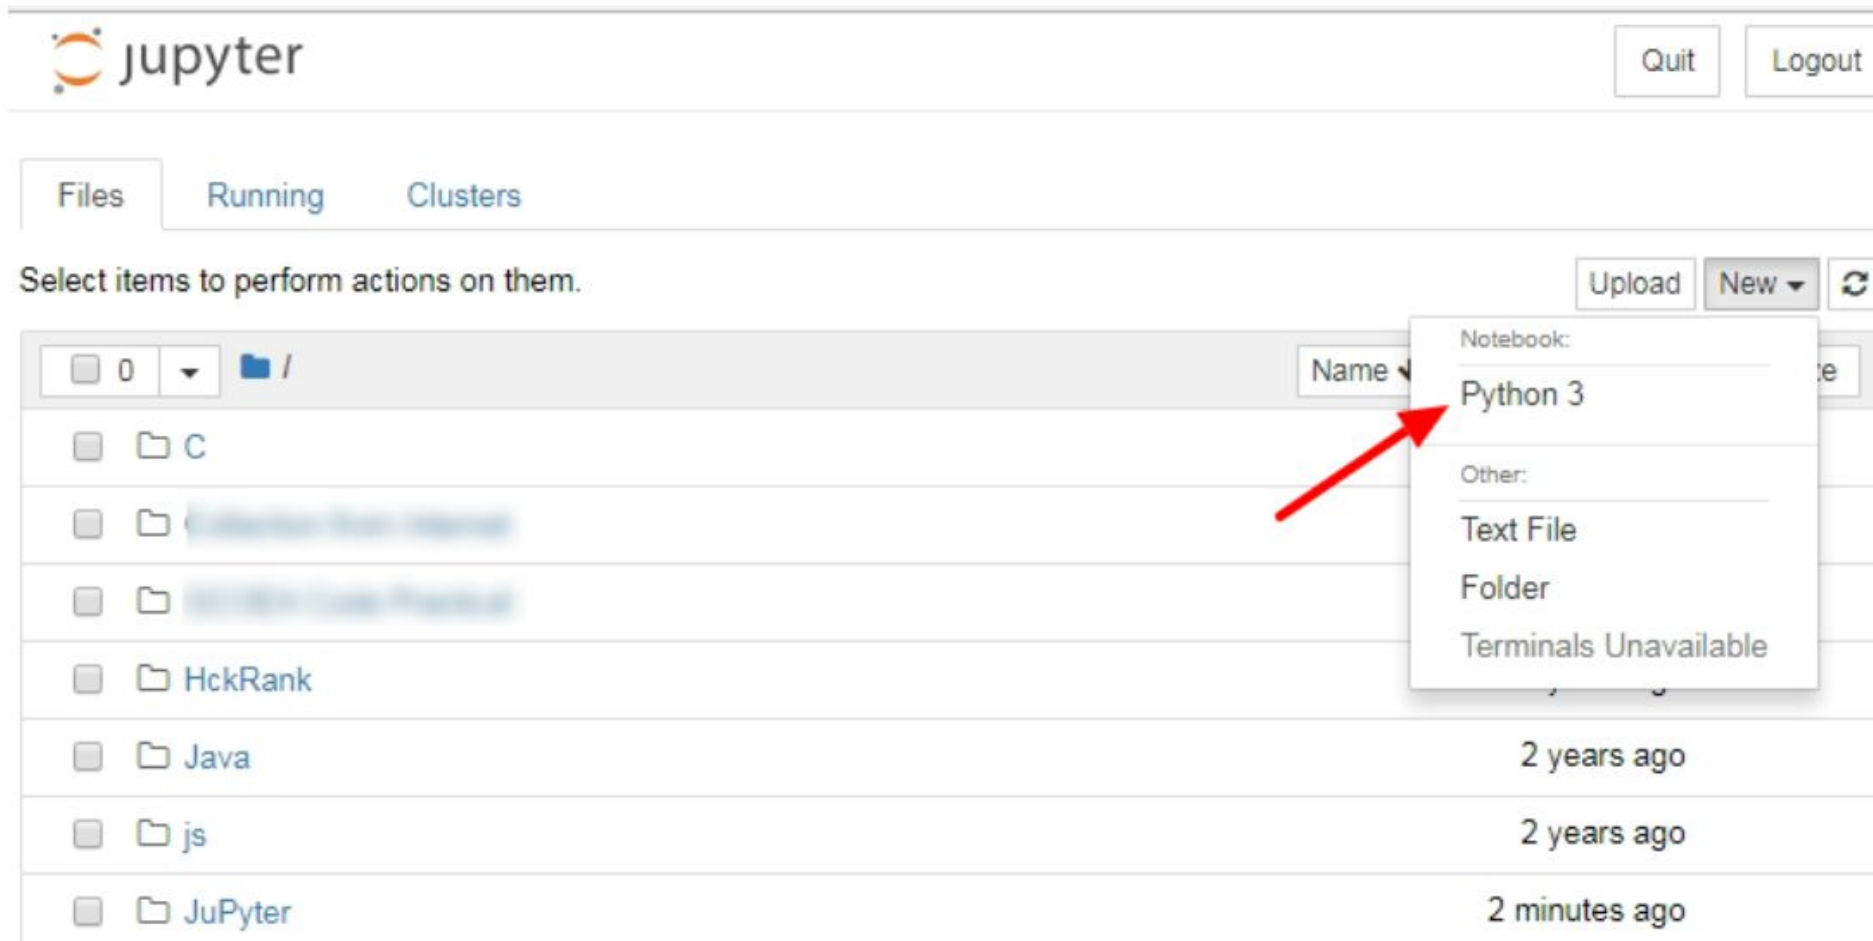 jupyter
Quit
Logout
Files
Running
Clusters
Select items to perform actions on them.
Upload
New
0
/
Name
Notebook:
Python 3
Other:
Text File
Folder
Terminals Unavailable
C
HckRank
Java
2 years ago
js
2 years ago
JuPyter
2 minutes ago